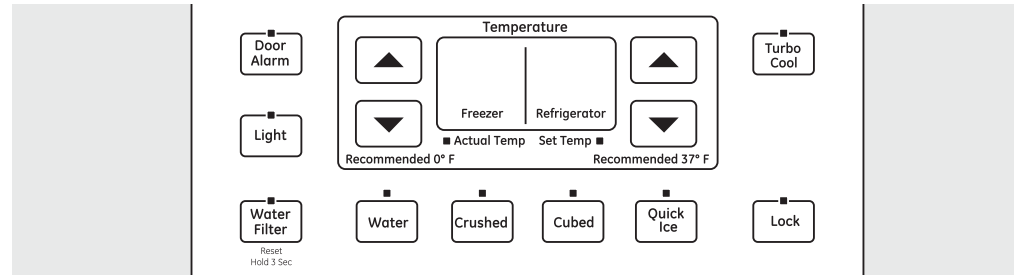 Temperature
Door
Alarm
Turbo
Cool
Freezer
Refrigerator
Light
Actual Temp
Set Temp
Recommended 0° F
Recommended 37° F
Water
Filter
Water
Crushed
Cubed
Quick
Ice
Lock
Reset
Hold 3 Sec